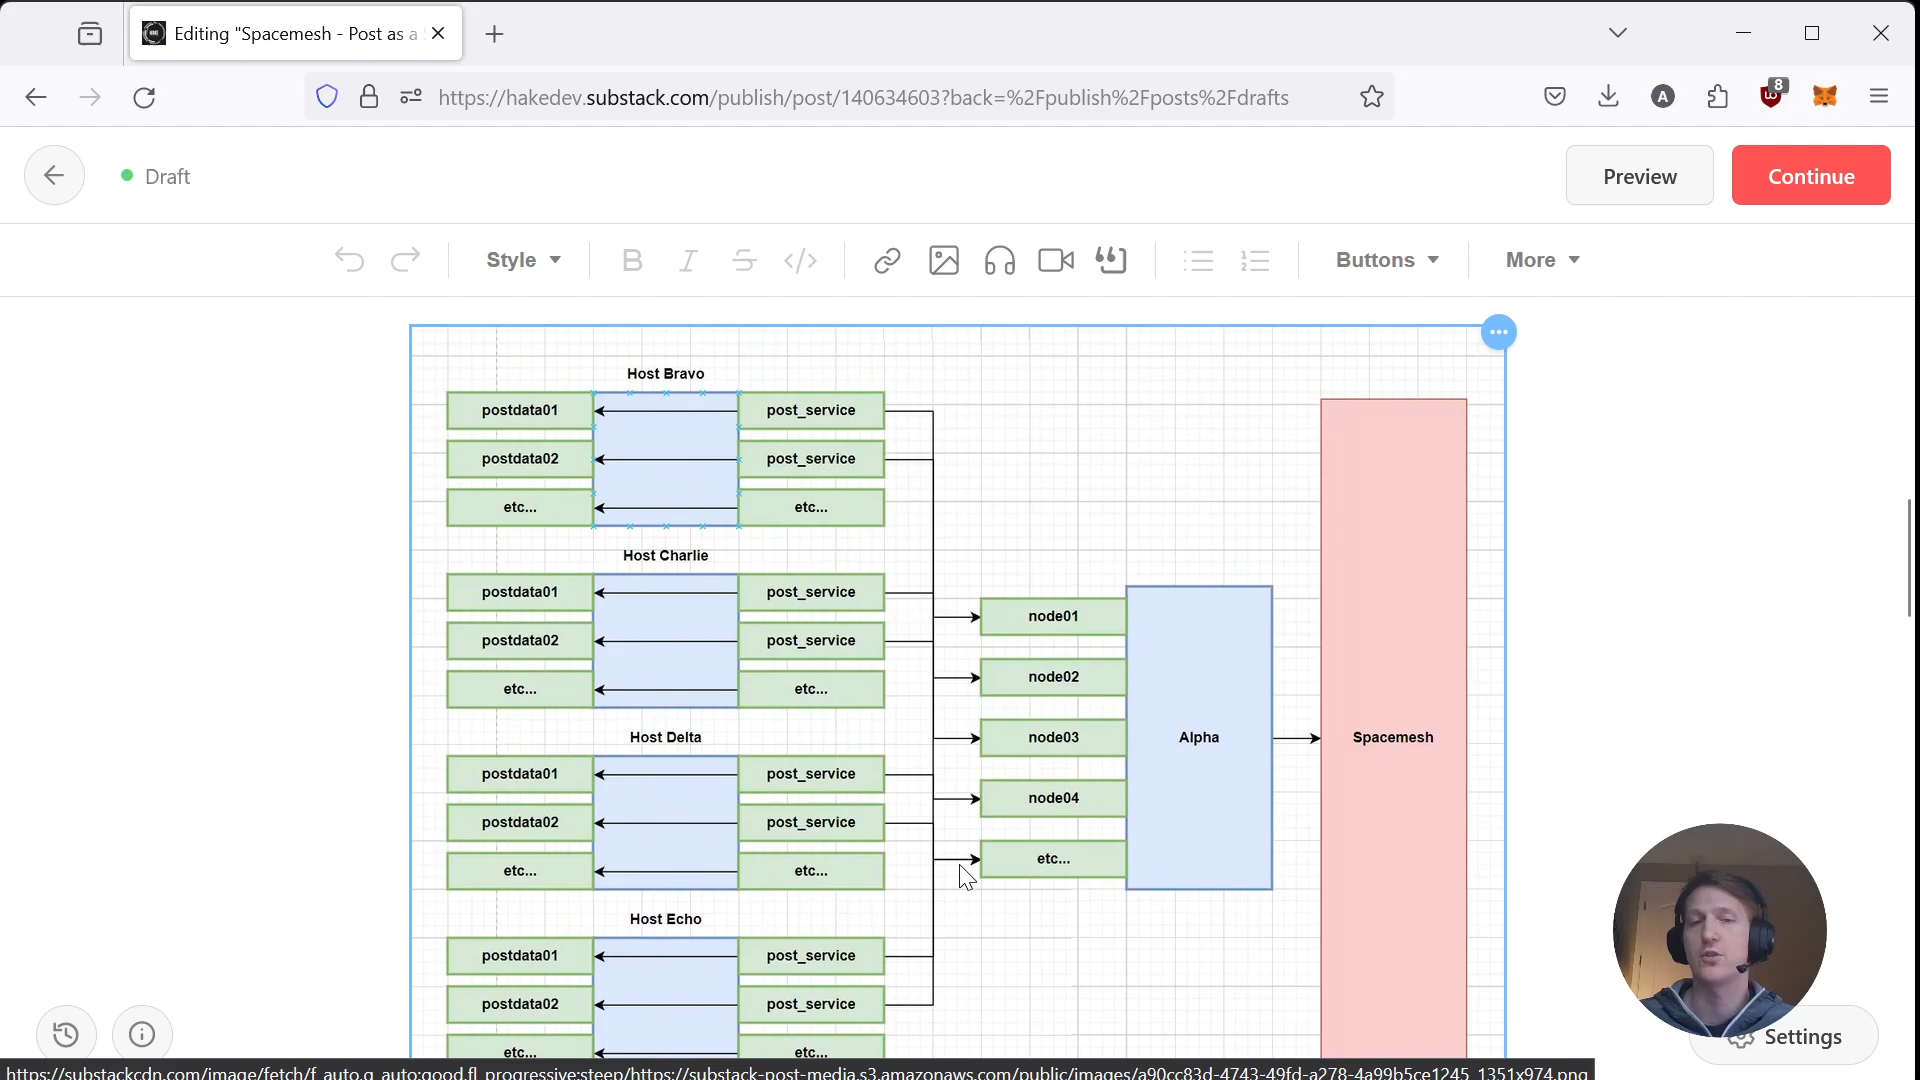 Editing "Spacemesh - Post as a
https://hakedev.substack.com/publish/post/140634603?back=%2Fpublish%2Fposts%2Fdrafts
A
8
Draft
Preview
Continue
Style
B
I
S
</>
Buttons
More
Host Bravo
postdata01
post_service
postdata02
post_service
etc...
etc...
Host Charlie
postdata01
post_service
postdata02
post_service
etc...
etc...
Host Delta
postdata01
post_service
postdata02
post_service
etc...
etc...
Host Echo
postdata01
post_service
postdata02
post_service
etc...
etc...
node01
node02
node03
node04
etc...
Alpha
Spacemesh
Settings
https://substackcdn.com/image/fetch/f_auto,q_auto:good,fl_progressive:steep/https://substack-post-media.s3.amazonaws.com/public/images/a90cc83d-4743-49fd-a278-4a99b5ce1245_1351x974.png